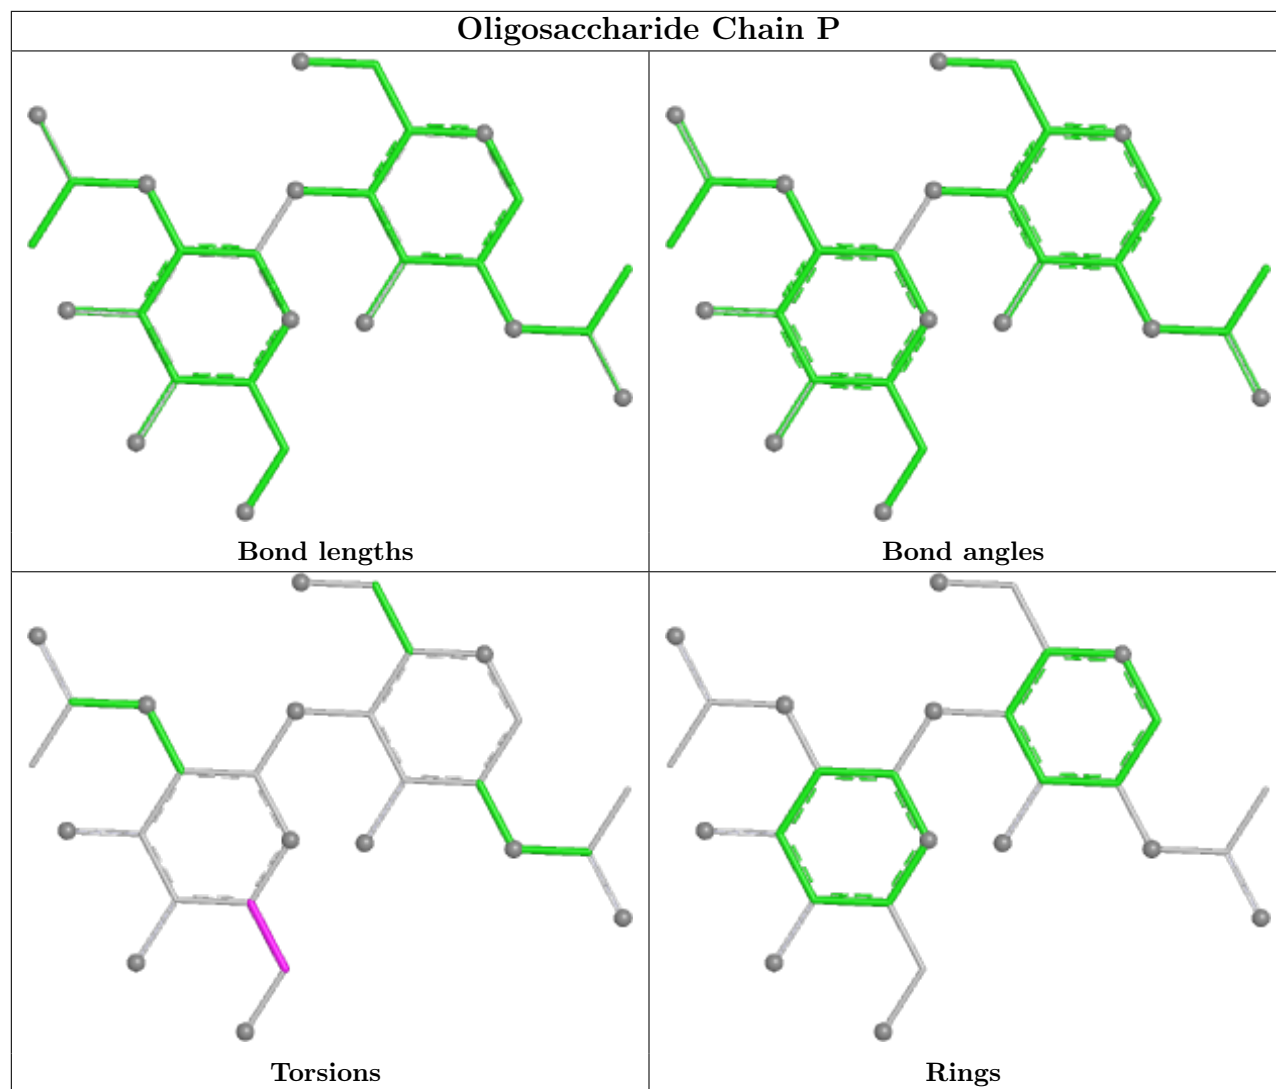 Oligosaccharide Chain P
Bond lengths
Bond angles
Torsions
Rings